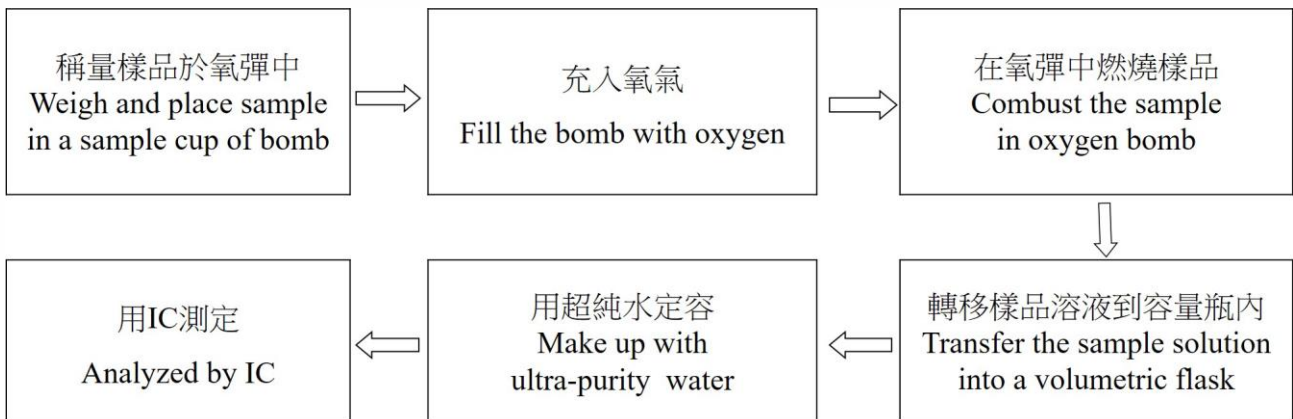 稱量樣品於氧彈中
Weigh and place sample
in a sample cup of bomb
充入氧氣
Fill the bomb with oxygen
在氧彈中燃燒樣品
Combust the sample
in oxygen bomb
轉移樣品溶液到容量瓶內
Transfer the sample solution
into a volumetric flask
用超純水定容
Make up with
ultra-purity water
用IC測定
Analyzed by IC